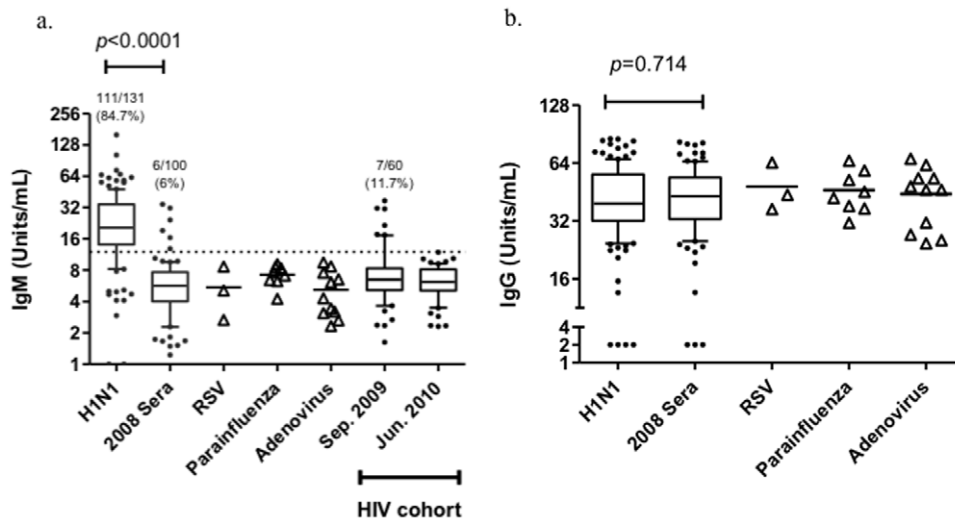 a.
p<0.0001
111/131
(84.7%)
6/100
(6%)
7/60
(11.7%)
IgM (Units/mL)
256
128
64
32
16
8
4
2
1
H1N1
2008 Sera
RSV
Parainfluenza
Adenovirus
Sep. 2009
Jun. 2010
HIV cohort
b.
p=0.714
IgG (Units/mL)
128
64
32
16
4
2
1
H1N1
2008 Sera
RSV
Parainfluenza
Adenovirus